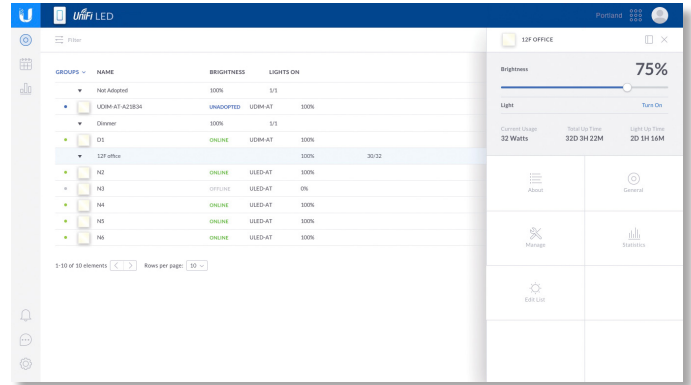 UniFi LED
Portland
Filter
GROUPS NAME BRIGHTNESS LIGHTS ON
Not Adopted 100% 1/1
UDIM-AT-A21B34 UNADOPTED UDIM-AT 100%
Dimmer 100% 1/1
D1 ONLINE UDIM-AT 100%
12F office 100% 30/32
N2 ONLINE ULED-AT 100%
N3 OFFLINE ULED-AT 0%
N4 ONLINE ULED-AT 100%
N5 ONLINE ULED-AT 100%
N6 ONLINE ULED-AT 100%
1-10 of 10 elements < > Rows per page: 10
12F OFFICE
Brightness 75%
Light Turn On
Current Usage Total Up Time Light Up Time
32 Watts 32D 3H 22M 2D 1H 16M
About General
Manage Statistics
Edit List